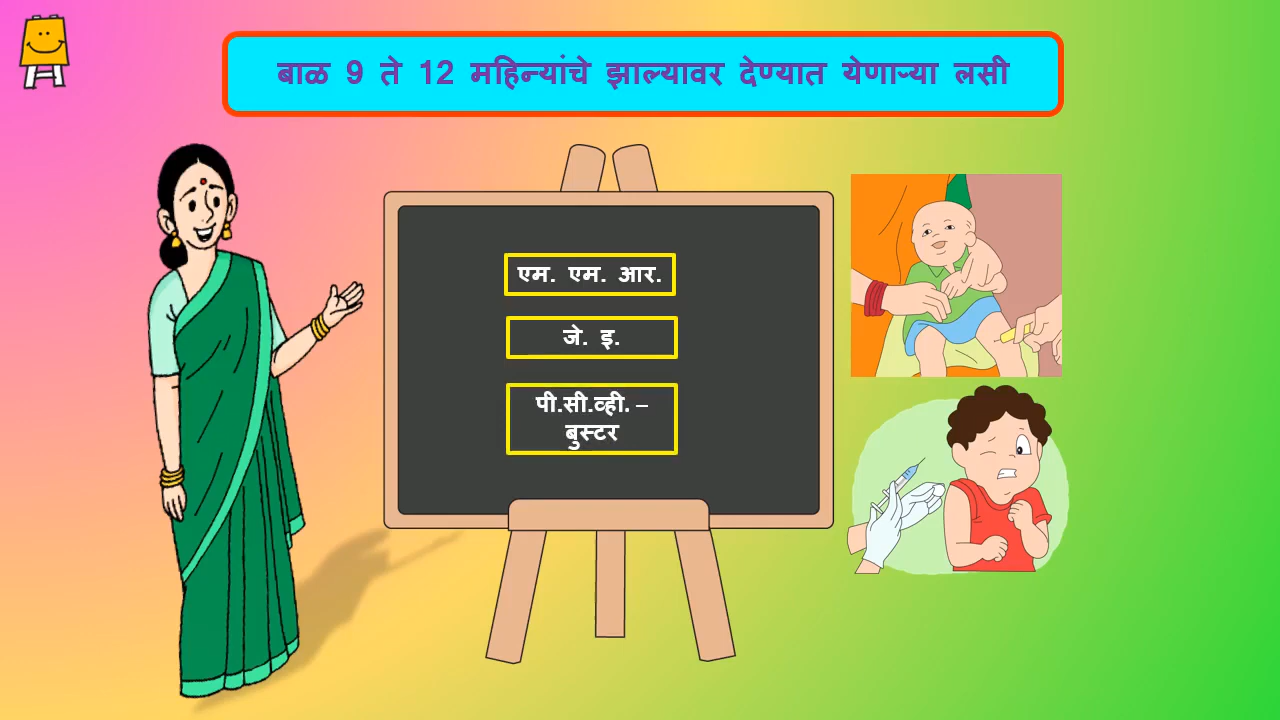 बाळ 9 ते 12 महिन्यांचे झाल्यावर देण्यात येणाऱ्या लसी
एम. एम. आर.
जे. इ.
पी.सी.व्ही. –
बुस्टर